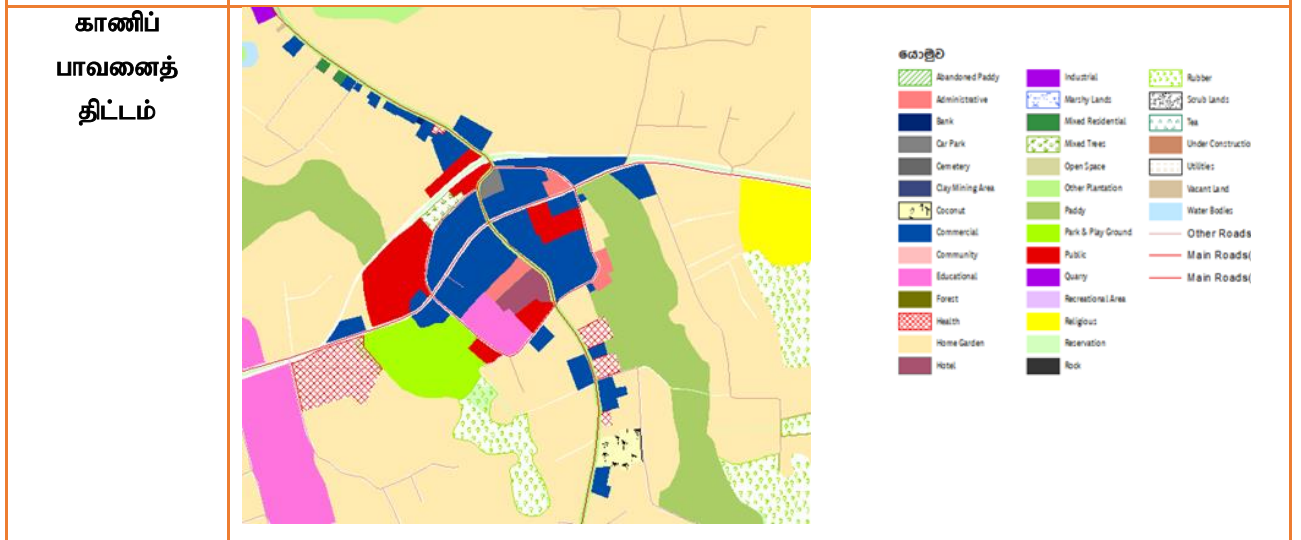 காணிப்
பாவனைத்
திட்டம்
යොමුව
Abandoned Paddy
Administrative
Bank
Car Park
Cemetery
Clay Mining Area
Coconut
Commercial
Community
Educational
Forest
Health
Home Garden
Hotel
Industrial
Marshy Lands
Mixed Residential
Mixed Trees
Open Space
Other Plantation
Paddy
Park & Play Ground
Public
Quarry
Recreational Area
Religious
Reservation
Rock
Rubber
Scrub Lands
Tea
Under Constructio
Utilities
Vacant Land
Water Bodies
Other Roads
Main Roads(
Main Roads(